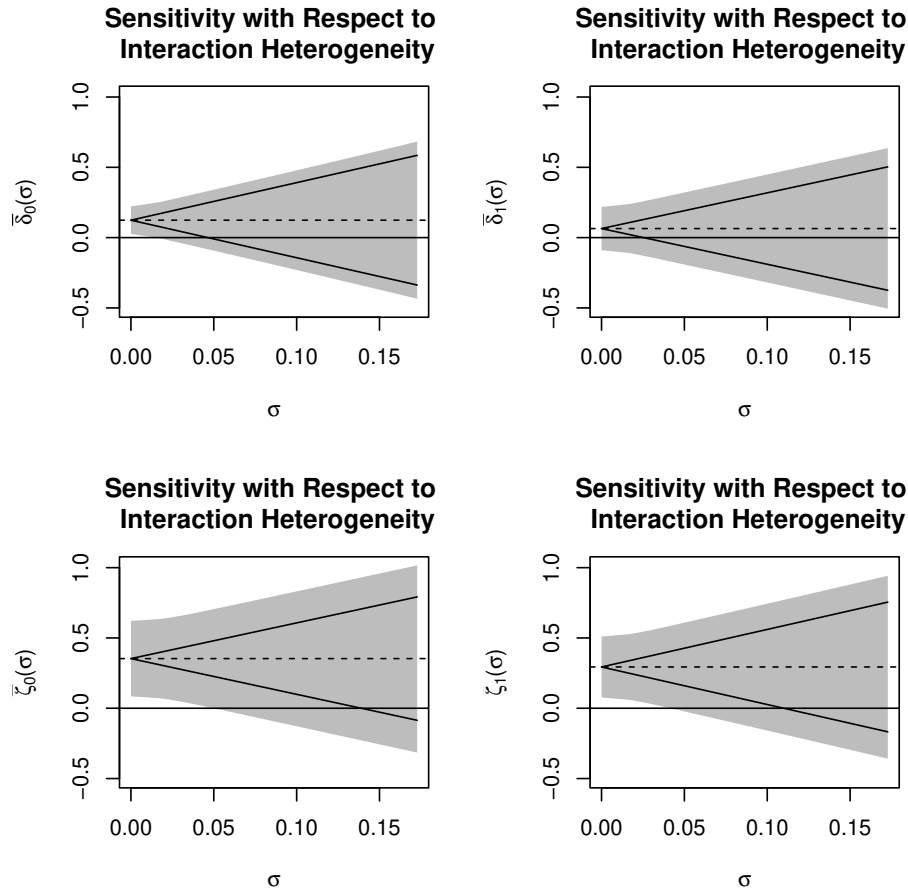 Sensitivity with Respect to
Interaction Heterogeneity
1.0
0.5
0.0
−0.5
δ̅₀(σ)
0.00 0.05 0.10 0.15
σ
Sensitivity with Respect to
Interaction Heterogeneity
1.0
0.5
0.0
−0.5
δ̅₁(σ)
0.00 0.05 0.10 0.15
σ
Sensitivity with Respect to
Interaction Heterogeneity
1.0
0.5
0.0
−0.5
ζ̅₀(σ)
0.00 0.05 0.10 0.15
σ
Sensitivity with Respect to
Interaction Heterogeneity
1.0
0.5
0.0
−0.5
ζ₁(σ)
0.00 0.05 0.10 0.15
σ